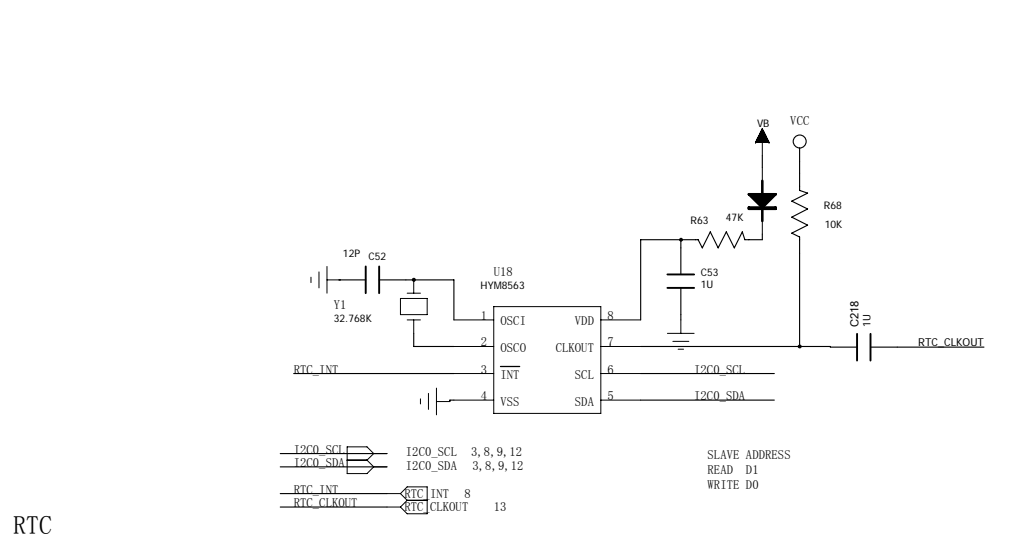 VB VCC
R68
10K
R63 47K
12P C52
C53
1U
Y1
32.768K
U18
HYM8563
1 OSCI VDD 8
2 OSCO CLKOUT 7
3 INT SCL 6
4 VSS SDA 5
C218
1U
RTC_CLKOUT
RTC_INT
I2C0_SCL
I2C0_SDA
I2C0_SCL I2C0_SCL 3,8,9,12
I2C0_SDA I2C0_SDA 3,8,9,12
RTC_INT RTC INT 8
RTC_CLKOUT RTC CLKOUT 13
SLAVE ADDRESS
READ D1
WRITE D0
RTC